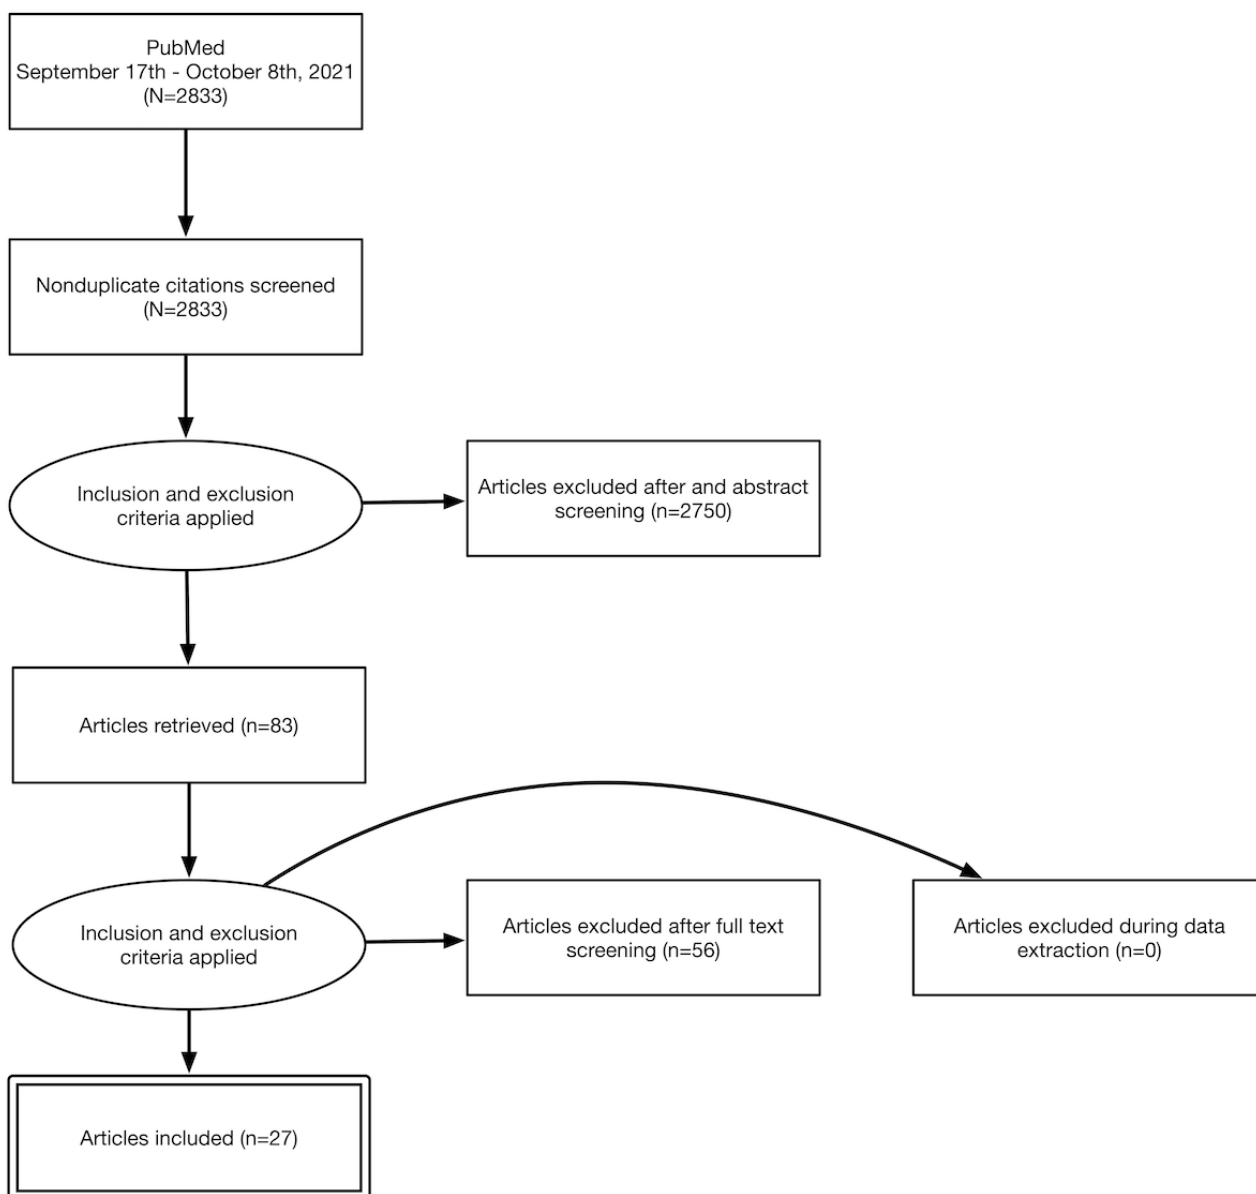 PubMed
September 17th - October 8th, 2021
(N=2833)
Nonduplicate citations screened
(N=2833)
Inclusion and exclusion
criteria applied
Articles excluded after and abstract
screening (n=2750)
Articles retrieved (n=83)
Inclusion and exclusion
criteria applied
Articles excluded after full text
screening (n=56)
Articles excluded during data
extraction (n=0)
Articles included (n=27)